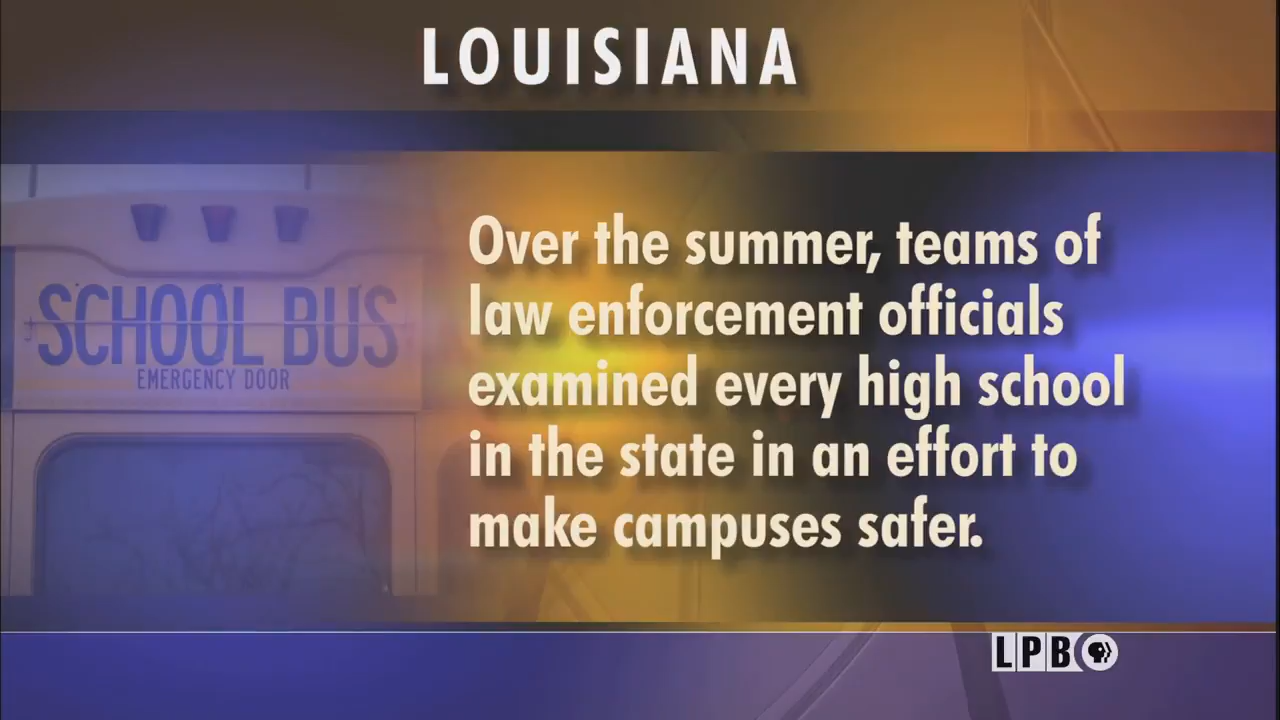 LOUISIANA
SCHOOL BUS
EMERGENCY DOOR
Over the summer, teams of
law enforcement officials
examined every high school
in the state in an effort to
make campuses safer.
LPB